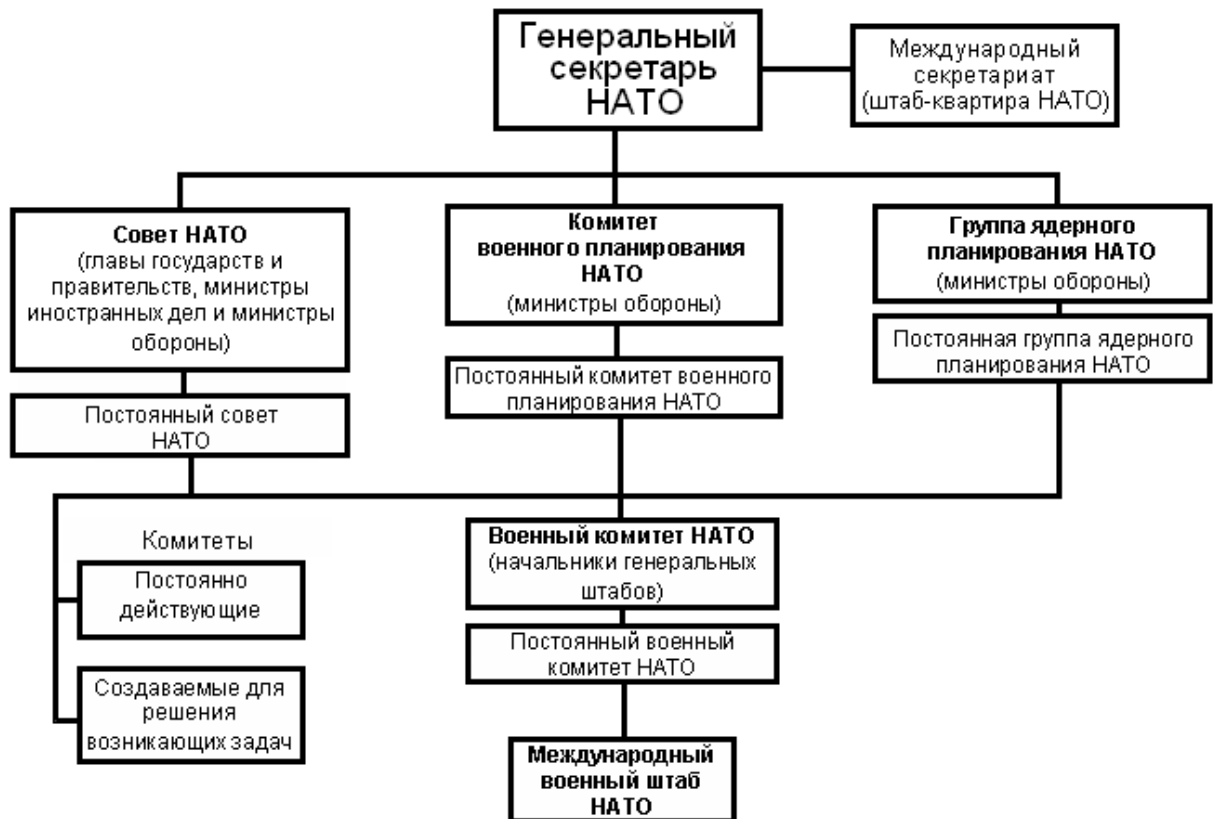 Генеральный
секретарь
НАТО
Международный
секретариат
(штаб-квартира НАТО)
Совет НАТО
(главы государств и
правительств, министры
иностранных дел и министры
обороны)
Постоянный совет
НАТО
Комитет
военного планирования
НАТО
(министры обороны)
Постоянный комитет военного
планирования НАТО
Группа ядерного
планирования НАТО
(министры обороны)
Постоянная группа ядерного
планирования НАТО
Комитеты
Постоянно
действующие
Создаваемые для
решения
возникающих задач
Военный комитет НАТО
(начальники генеральных
штабов)
Постоянный военный
комитет НАТО
Международный
военный штаб
НАТО